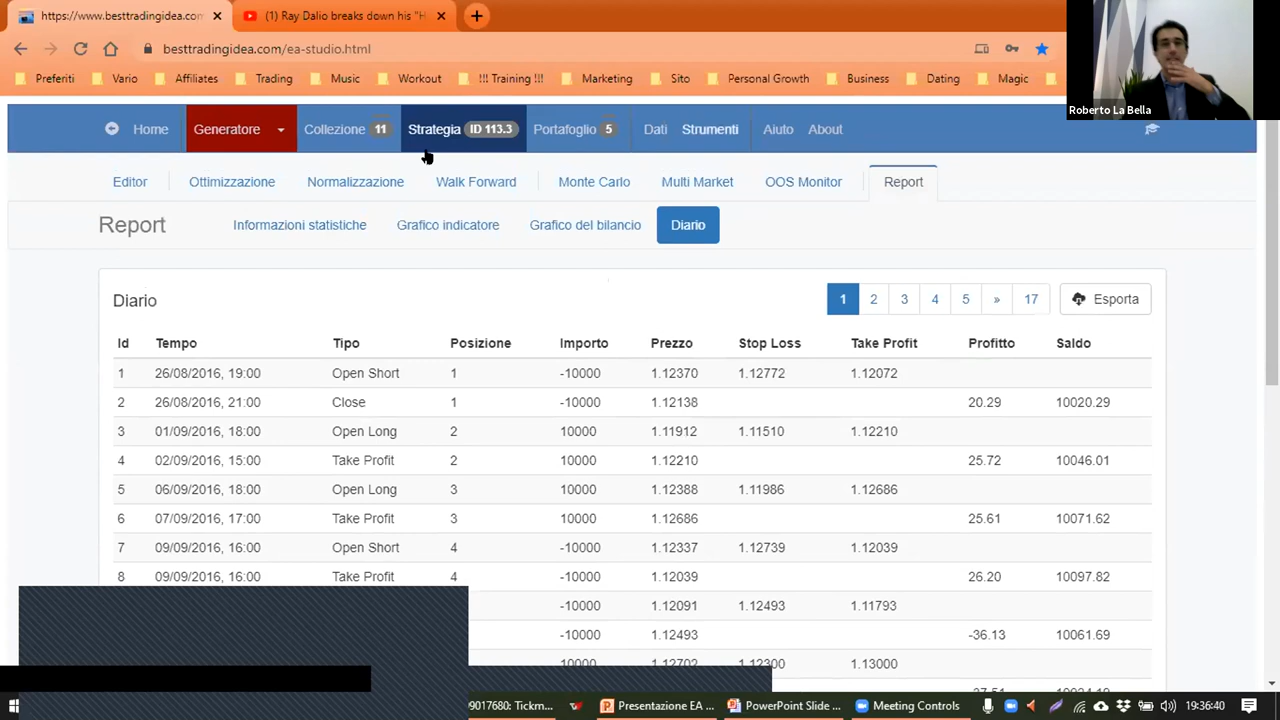 https://www.besttradingidea.com
(1) Ray Dalio breaks down his "H
besttradingidea.com/ea-studio.html
Preferiti Vario Affiliates Trading Music Workout !!! Training !!! Marketing Sito Personal Growth Business Dating Magic
Roberto La Bella
Home Generatore Collezione 11 Strategia ID 113.3 Portafoglio 5 Dati Strumenti Aiuto About
Editor Ottimizzazione Normalizzazione Walk Forward Monte Carlo Multi Market OOS Monitor Report
Report Informazioni statistiche Grafico indicatore Grafico del bilancio Diario
Diario 1 2 3 4 5 » 17 Esporta
Id Tempo Tipo Posizione Importo Prezzo Stop Loss Take Profit Profitto Saldo
1 26/08/2016, 19:00 Open Short 1 -10000 1.12370 1.12772 1.12072
2 26/08/2016, 21:00 Close 1 -10000 1.12138 20.29 10020.29
3 01/09/2016, 18:00 Open Long 2 10000 1.11912 1.11510 1.12210
4 02/09/2016, 15:00 Take Profit 2 10000 1.12210 25.72 10046.01
5 06/09/2016, 18:00 Open Long 3 10000 1.12388 1.11986 1.12686
6 07/09/2016, 17:00 Take Profit 3 10000 1.12686 25.61 10071.62
7 09/09/2016, 16:00 Open Short 4 -10000 1.12337 1.12739 1.12039
8 09/09/2016, 16:00 Take Profit 4 -10000 1.12039 26.20 10097.82
-10000 1.12091 1.12493 1.11793
-10000 1.12493 -36.13 10061.69
10000 1.12702 1.12300 1.13000
09017680: Tickm... Presentazione EA ... PowerPoint Slide ... Meeting Controls 19:36:40